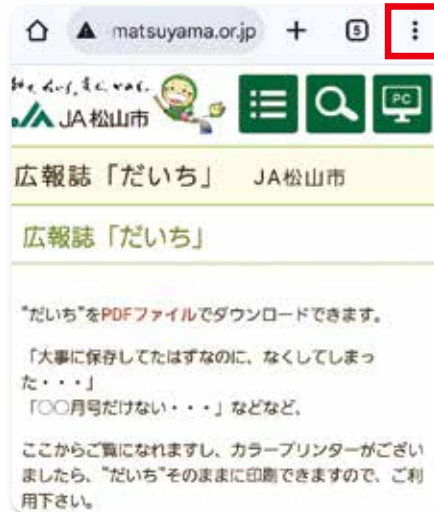 matsuyama.or.jp
5
JA松山市
PC
広報誌「だいち」　JA松山市
広報誌「だいち」
"だいち"をPDFファイルでダウンロードできます。
「大事に保存してたはずなのに、なくしてしまっ
た・・・」
「○○月号だけない・・・」などなど、
ここからご覧になれますし、カラープリンターがござい
ましたら、"だいち"そのままに印刷できますので、ご利
用下さい。